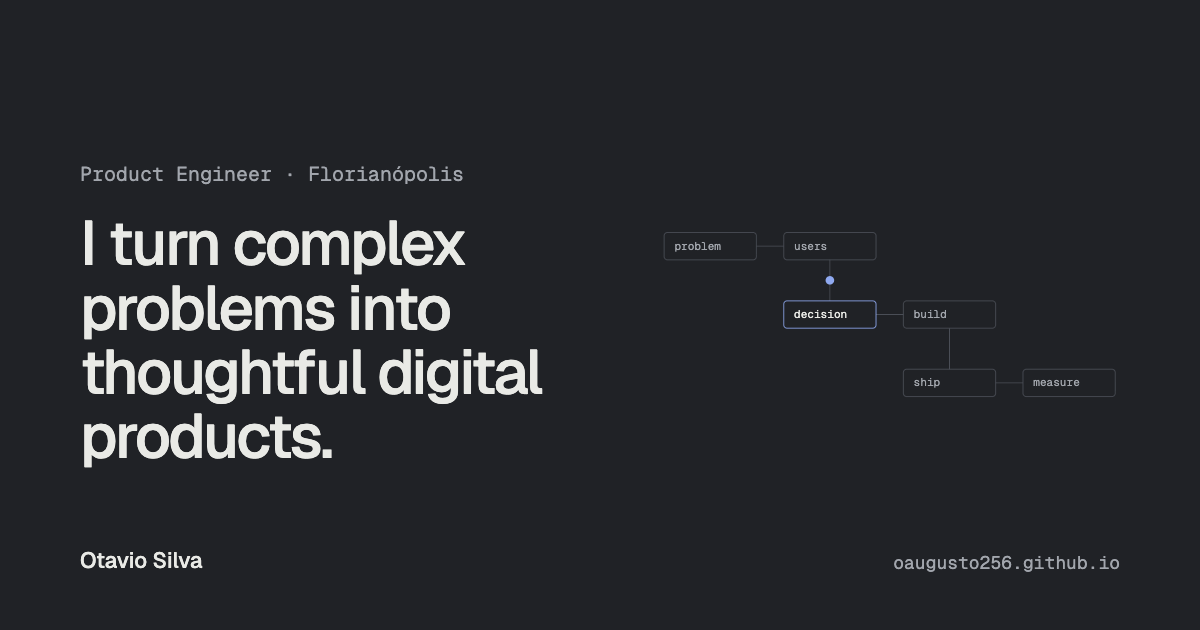 Product Engineer · Florianópolis
I turn complex
problems into
thoughtful digital
products.
problem
users
decision
build
ship
measure
Otavio Silva
oaugusto256.github.io